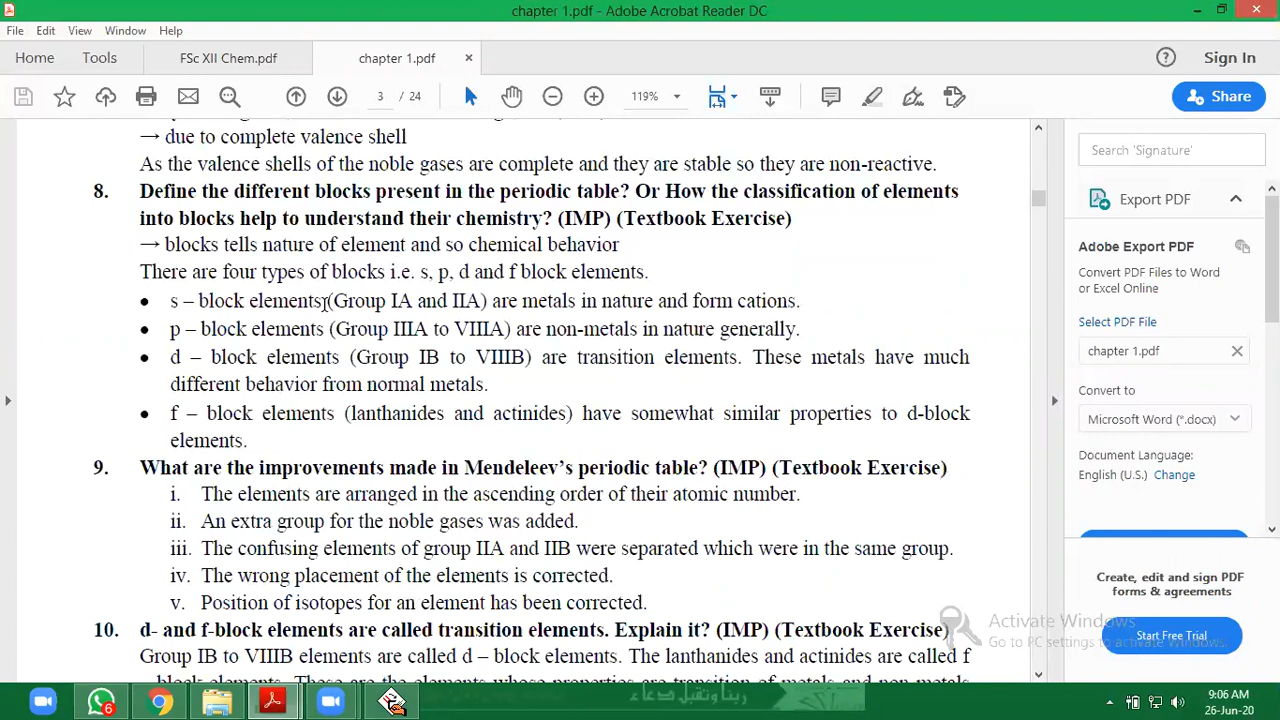 chapter 1.pdf - Adobe Acrobat Reader DC
File Edit View Window Help
Home Tools FSc XII Chem.pdf chapter 1.pdf × Sign In
3 / 24 119% Share
→ due to complete valence shell
As the valence shells of the noble gases are complete and they are stable so they are non-reactive.
8. Define the different blocks present in the periodic table? Or How the classification of elements
into blocks help to understand their chemistry? (IMP) (Textbook Exercise)
→ blocks tells nature of element and so chemical behavior
There are four types of blocks i.e. s, p, d and f block elements.
• s – block elements (Group IA and IIA) are metals in nature and form cations.
• p – block elements (Group IIIA to VIIIA) are non-metals in nature generally.
• d – block elements (Group IB to VIIIB) are transition elements. These metals have much
different behavior from normal metals.
• f – block elements (lanthanides and actinides) have somewhat similar properties to d-block
elements.
9. What are the improvements made in Mendeleev’s periodic table? (IMP) (Textbook Exercise)
i. The elements are arranged in the ascending order of their atomic number.
ii. An extra group for the noble gases was added.
iii. The confusing elements of group IIA and IIB were separated which were in the same group.
iv. The wrong placement of the elements is corrected.
v. Position of isotopes for an element has been corrected.
10. d- and f-block elements are called transition elements. Explain it? (IMP) (Textbook Exercise)
Group IB to VIIIB elements are called d – block elements. The lanthanides and actinides are called f
Search 'Signature'
Export PDF
Adobe Export PDF
Convert PDF Files to Word
or Excel Online
Select PDF File
chapter 1.pdf
Convert to
Microsoft Word (*.docx)
Document Language:
English (U.S.) Change
Create, edit and sign PDF
forms & agreements
Start Free Trial
Activate Windows
Go to PC settings to activate Windows.
6
ربنا وتقبل دعاء
9:06 AM
26-Jun-20